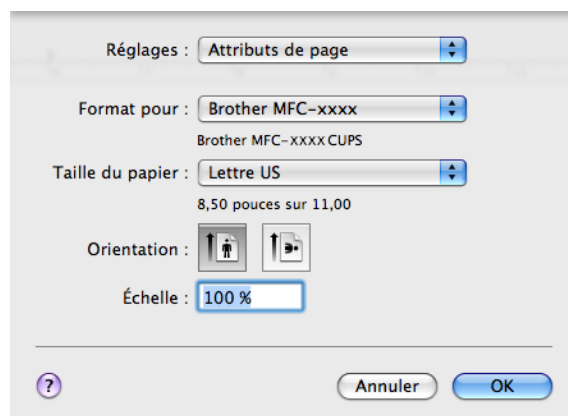 Réglages : Attributs de page
Format pour : Brother MFC-xxxx
Brother MFC-XXXX CUPS
Taille du papier : Lettre US
8,50 pouces sur 11,00
Orientation :
Échelle : 100 %
? Annuler OK